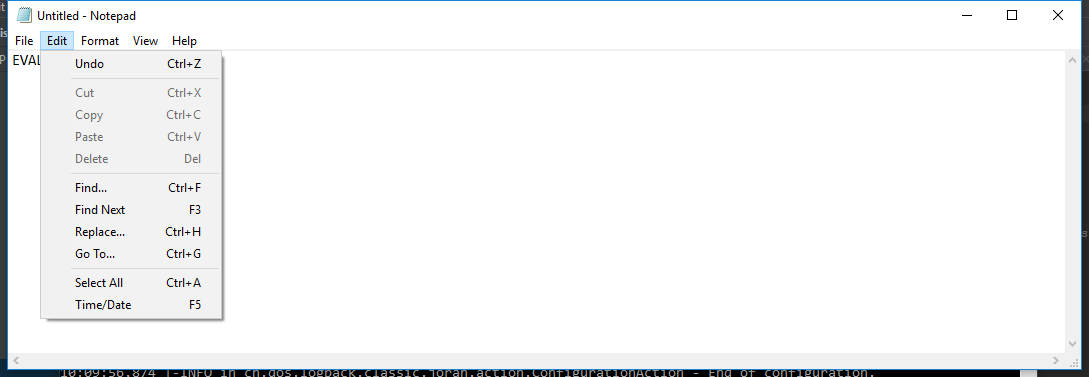 Untitled - Notepad
File Edit Format View Help
EVAL
Undo Ctrl+Z
Cut Ctrl+X
Copy Ctrl+C
Paste Ctrl+V
Delete Del
Find... Ctrl+F
Find Next F3
Replace... Ctrl+H
Go To... Ctrl+G
Select All Ctrl+A
Time/Date F5
10:09:56.874 |-INFO in ch.qos.logback.classic.joran.action.ConfigurationAction - End of configuration.